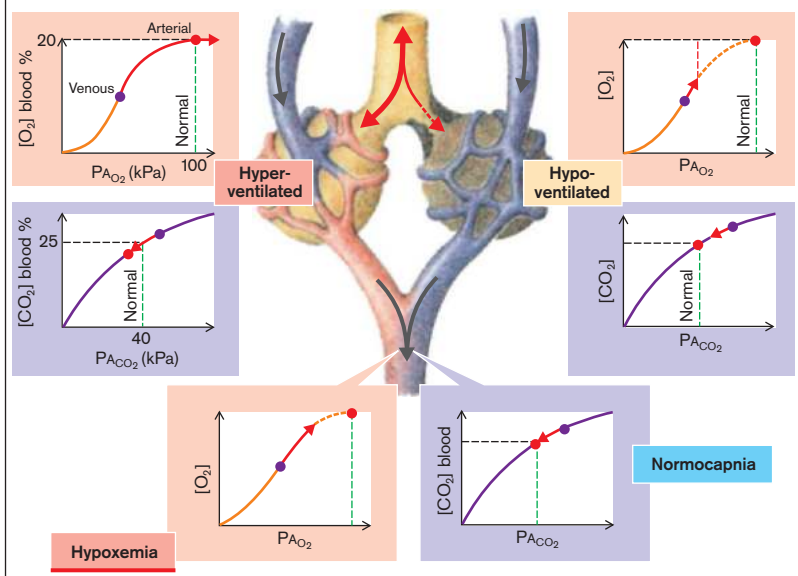 20
[O₂] blood %
Arterial
Venous
Normal
100
PAO₂ (kPa)
[O₂]
Normal
PAO₂
Hyper-
ventilated
Hypo-
ventilated
[CO₂] blood %
25
Normal
40
PACO₂ (kPa)
[CO₂]
Normal
PACO₂
[O₂]
PAO₂
[CO₂] blood
PACO₂
Normocapnia
Hypoxemia